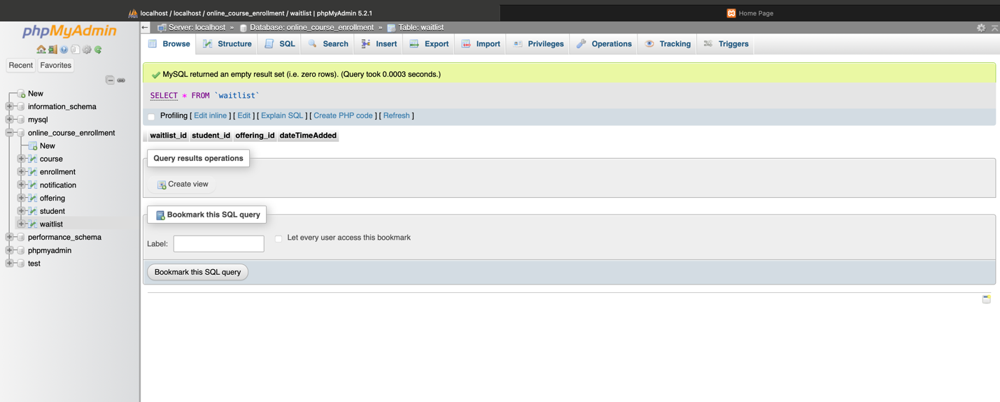 localhost / localhost / online_course_enrollment / waitlist | phpMyAdmin 5.2.1
Home Page
phpMyAdmin
Recent
Favorites
New
information_schema
mysql
online_course_enrollment
New
course
enrollment
notification
offering
student
waitlist
performance_schema
phpmyadmin
test
Server: localhost » Database: online_course_enrollment » Table: waitlist
Browse Structure SQL Search Insert Export Import Privileges Operations Tracking Triggers
MySQL returned an empty result set (i.e. zero rows). (Query took 0.0003 seconds.)
SELECT * FROM `waitlist`
Profiling [ Edit inline ] [ Edit ] [ Explain SQL ] [ Create PHP code ] [ Refresh ]
waitlist_id student_id offering_id dateTimeAdded
Query results operations
Create view
Bookmark this SQL query
Label:
Let every user access this bookmark
Bookmark this SQL query